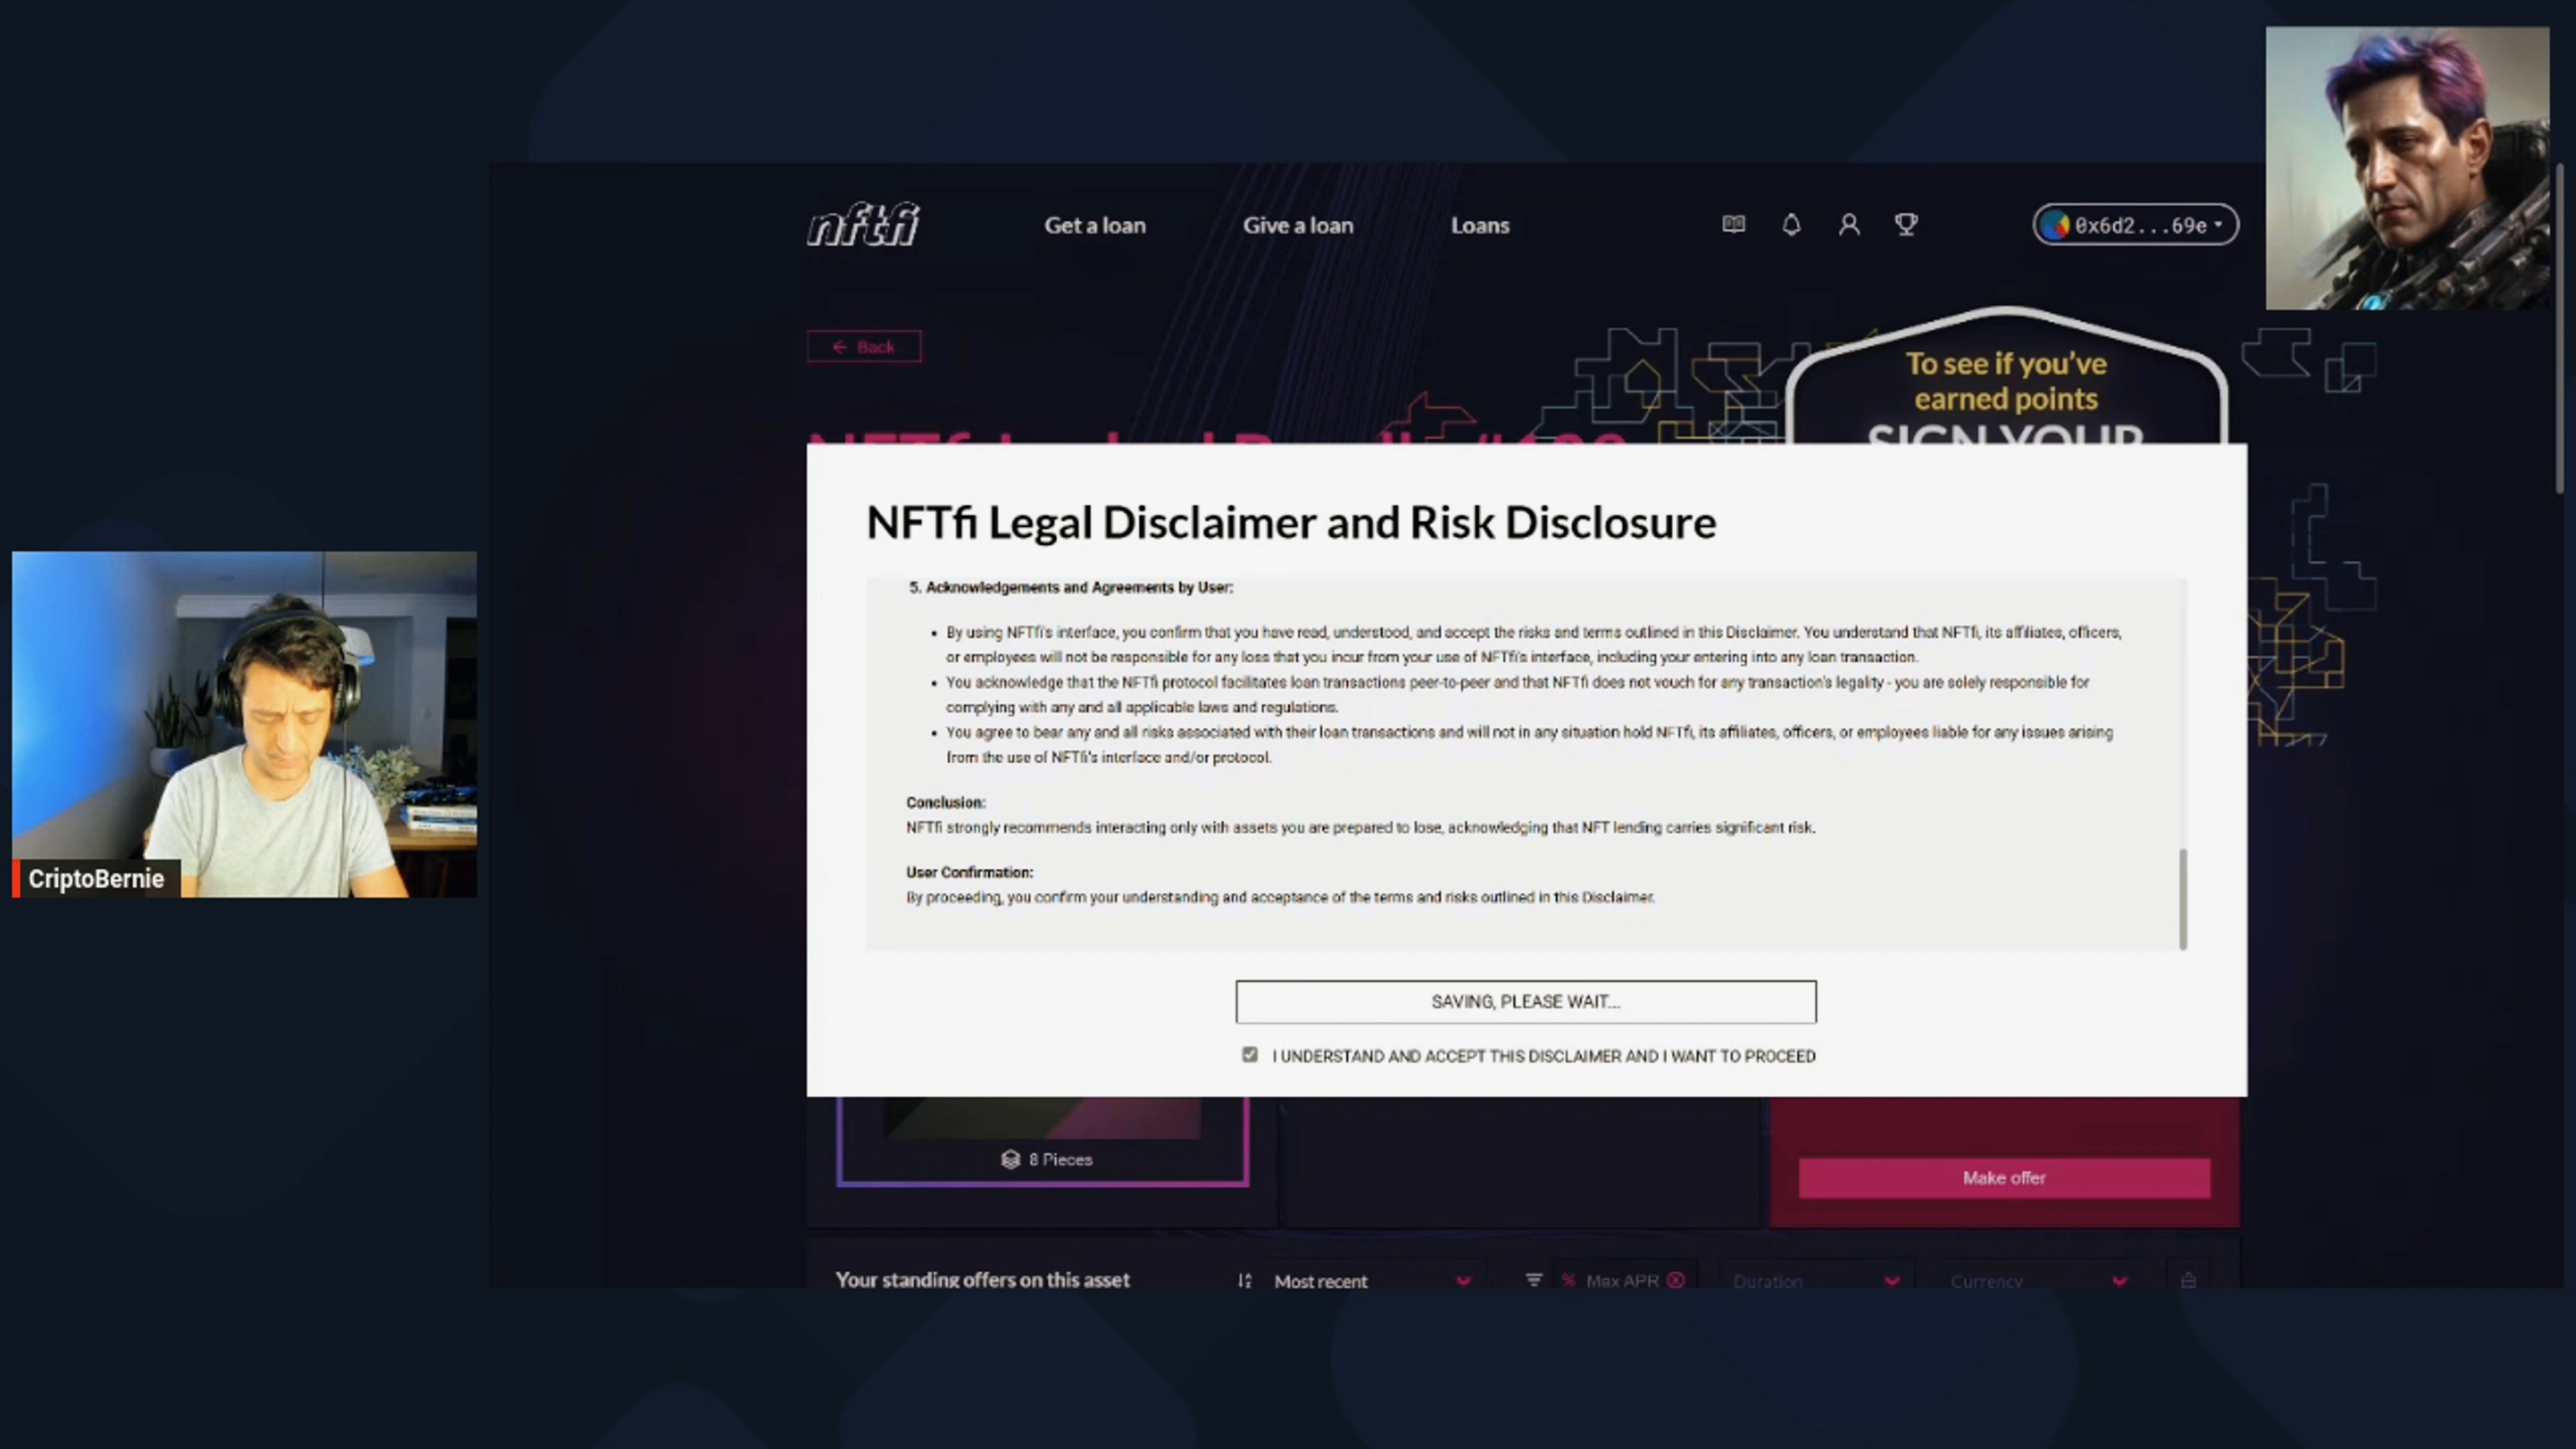 nftfi
Get a loan
Give a loan
Loans
0x6d2...69e
← Back
To see if you've
earned points
SIGN YOUR
NFTfi Legal Disclaimer and Risk Disclosure
5. Acknowledgements and Agreements by User:
• By using NFTfi's interface, you confirm that you have read, understood, and accept the risks and terms outlined in this Disclaimer. You understand that NFTfi, its affiliates, officers,
or employees will not be responsible for any loss that you incur from your use of NFTfi's interface, including your entering into any loan transaction.
• You acknowledge that the NFTfi protocol facilitates loan transactions peer-to-peer and that NFTfi does not vouch for any transaction's legality - you are solely responsible for
complying with any and all applicable laws and regulations.
• You agree to bear any and all risks associated with their loan transactions and will not in any situation hold NFTfi, its affiliates, officers, or employees liable for any issues arising
from the use of NFTfi's interface and/or protocol.
Conclusion:
NFTfi strongly recommends interacting only with assets you are prepared to lose, acknowledging that NFT lending carries significant risk.
User Confirmation:
By proceeding, you confirm your understanding and acceptance of the terms and risks outlined in this Disclaimer.
SAVING, PLEASE WAIT...
I UNDERSTAND AND ACCEPT THIS DISCLAIMER AND I WANT TO PROCEED
CriptoBernie
8 Pieces
Make offer
Your standing offers on this asset
Most recent
% Max APR
Duration
Currency